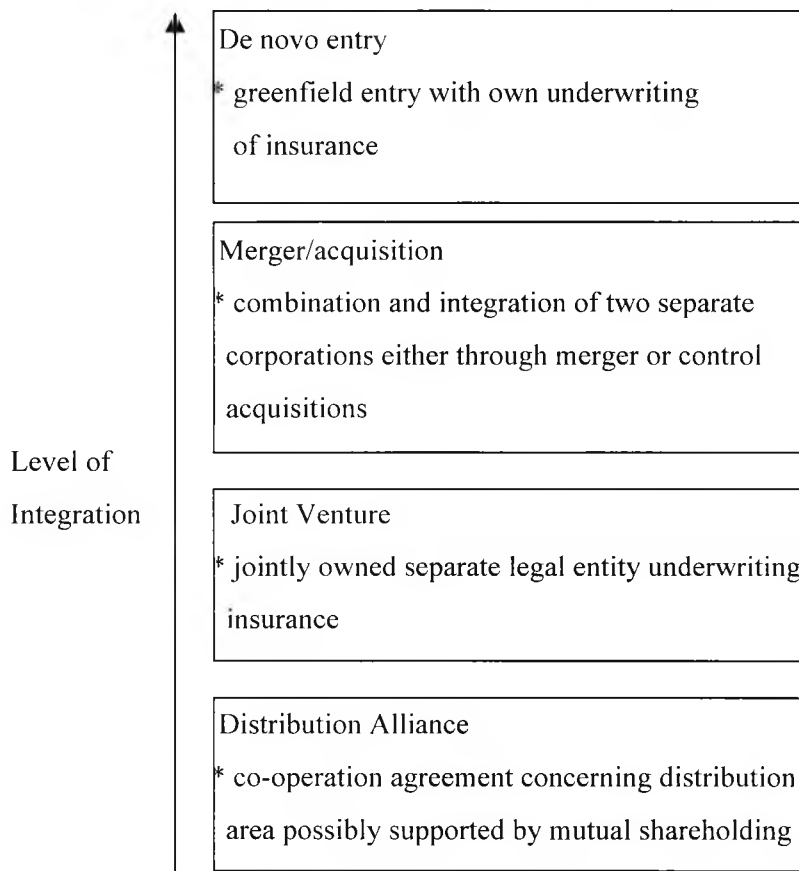 De novo entry
* greenfield entry with own underwriting
of insurance
Merger/acquisition
* combination and integration of two separate
corporations either through merger or control
acquisitions
Level of
Integration
Joint Venture
* jointly owned separate legal entity underwriting
insurance
Distribution Alliance
* co-operation agreement concerning distribution
area possibly supported by mutual shareholding